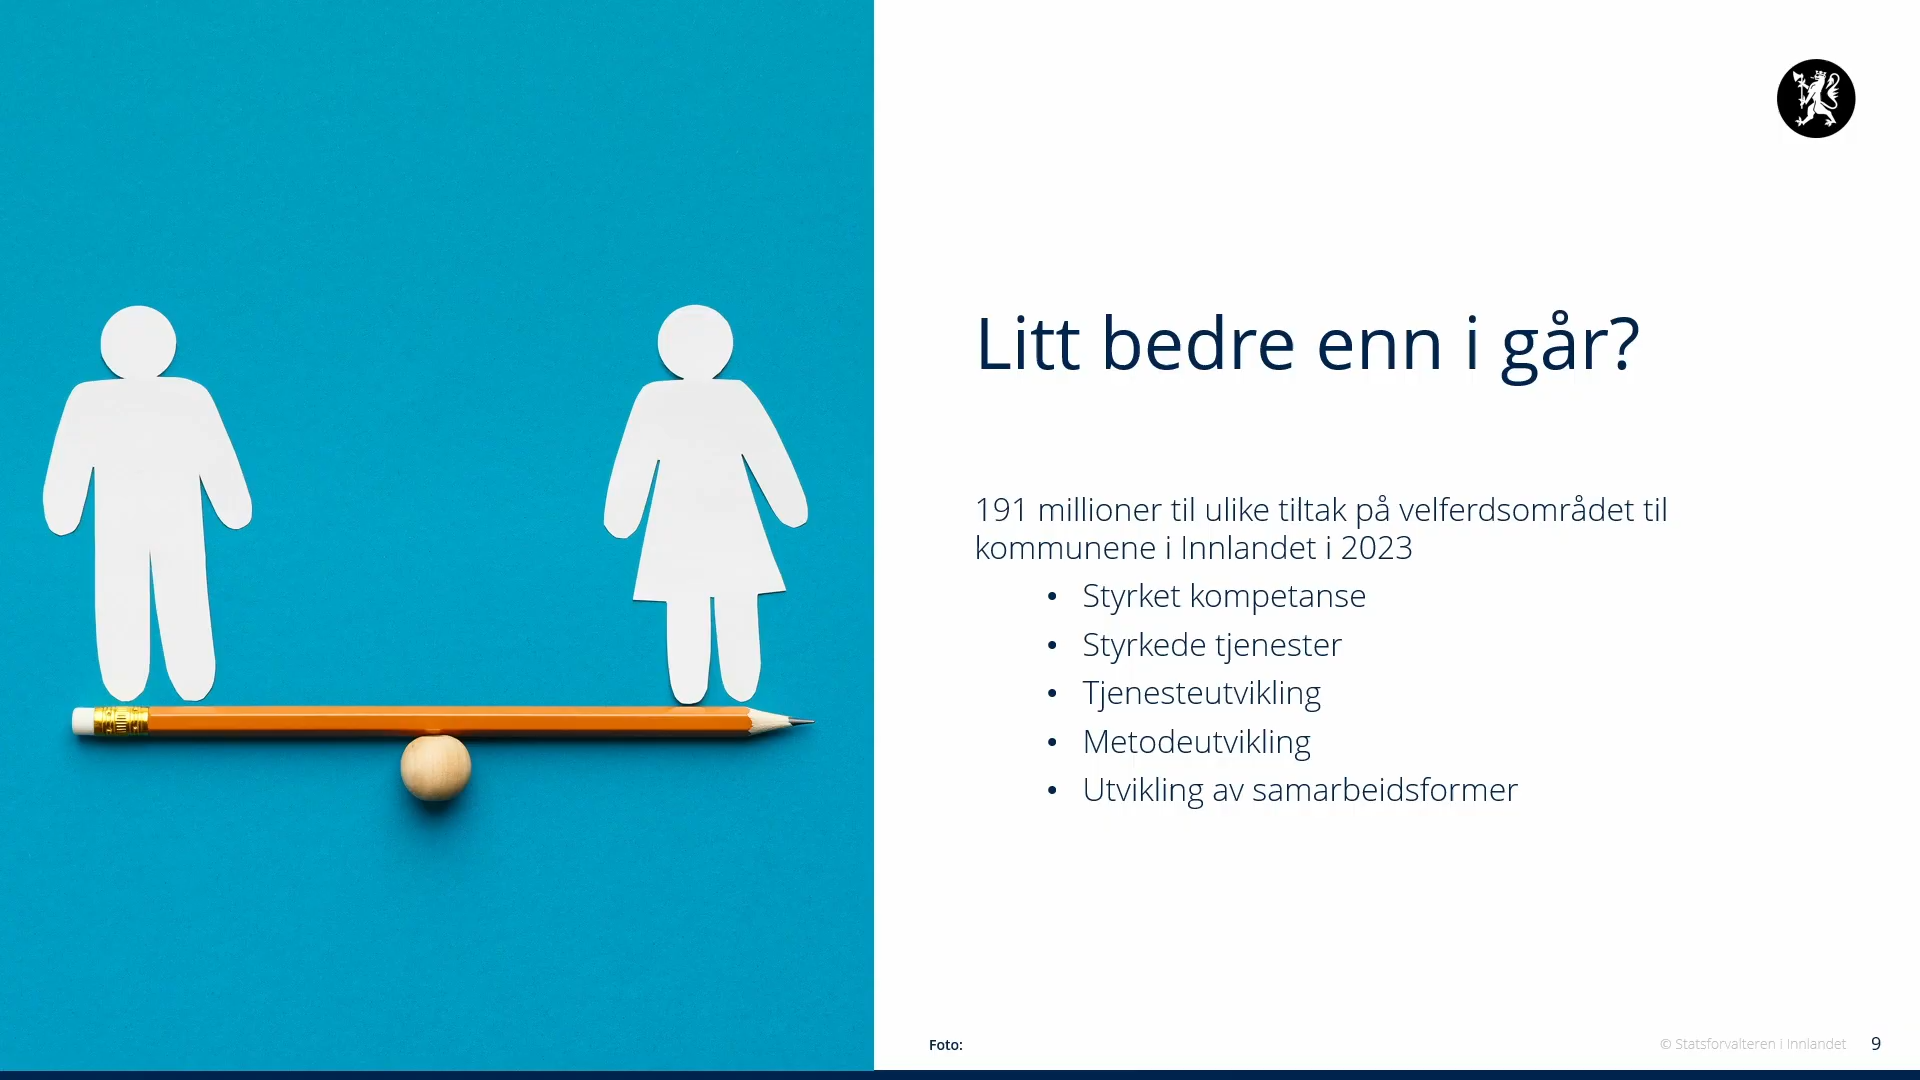 Litt bedre enn i går?
191 millioner til ulike tiltak på velferdsområdet til
kommunene i Innlandet i 2023
• Styrket kompetanse
• Styrkede tjenester
• Tjenesteutvikling
• Metodeutvikling
• Utvikling av samarbeidsformer
Foto:
© Statsforvalteren i Innlandet 9